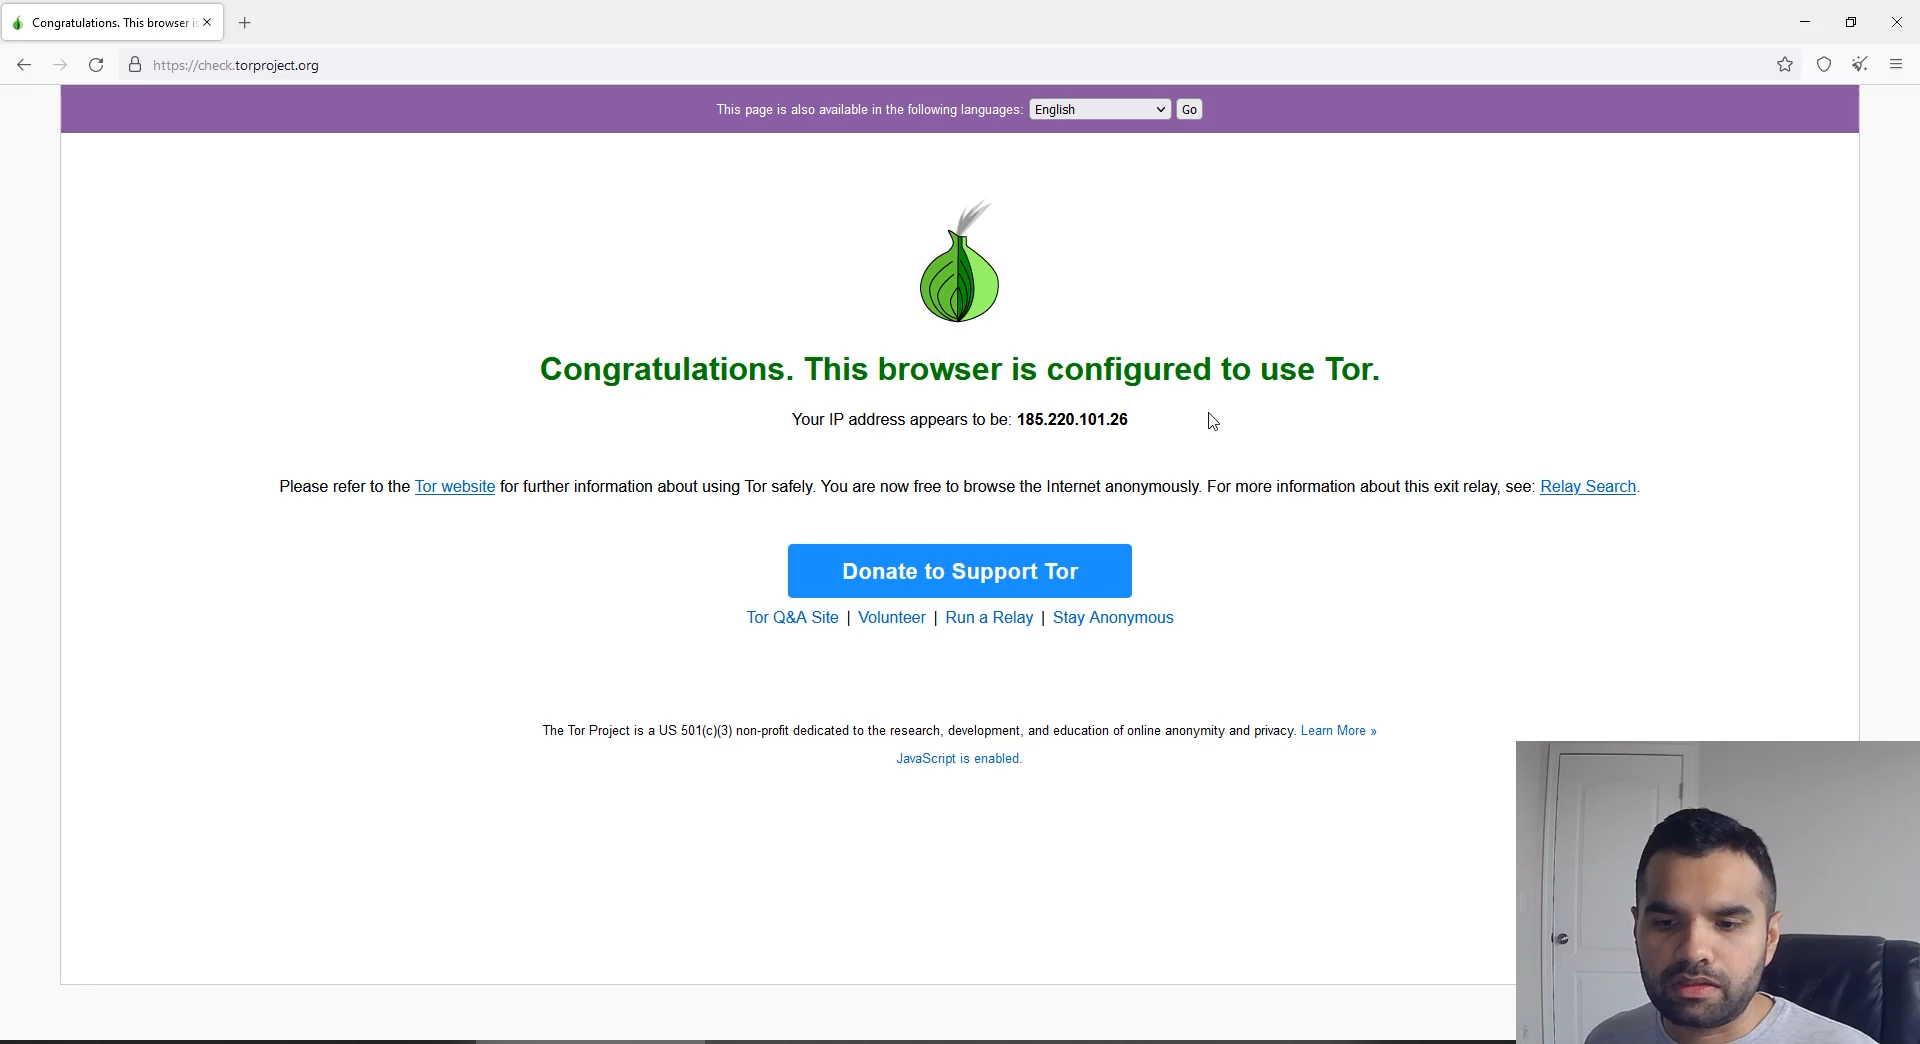 Congratulations. This browser is
https://check.torproject.org
This page is also available in the following languages: English Go
Congratulations. This browser is configured to use Tor.
Your IP address appears to be: 185.220.101.26
Please refer to the Tor website for further information about using Tor safely. You are now free to browse the Internet anonymously. For more information about this exit relay, see: Relay Search.
Donate to Support Tor
Tor Q&A Site | Volunteer | Run a Relay | Stay Anonymous
The Tor Project is a US 501(c)(3) non-profit dedicated to the research, development, and education of online anonymity and privacy. Learn More »
JavaScript is enabled.